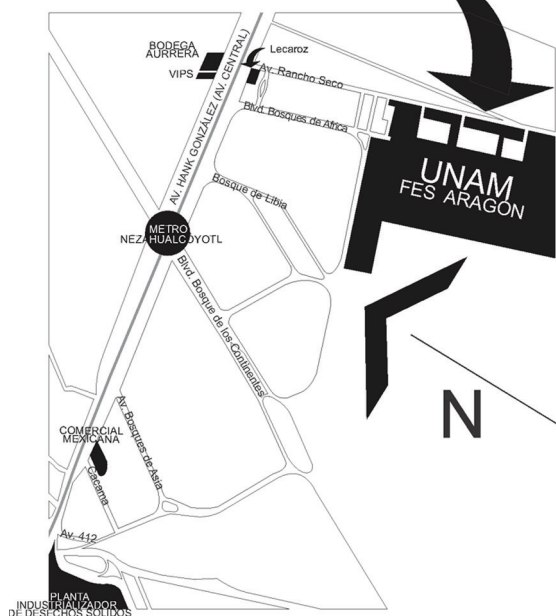 BODEGA
AURRERA
Lecaroz
VIPS
Av. Rancho Seco
AV. HANK GONZÁLEZ (AV. CENTRAL)
Blvd. Bosques de Africa
UNAM
FES ARAGÓN
Bosque de Libia
METRO
NEZAHUALCOYOTL
Blvd. Bosque de los Continentes
N
Av. Bosques de Asia
COMERCIAL
MEXICANA
Cacama
Av. 412
PLANTA
INDUSTRIALIZADOR
DE DESECHOS SOLIDOS